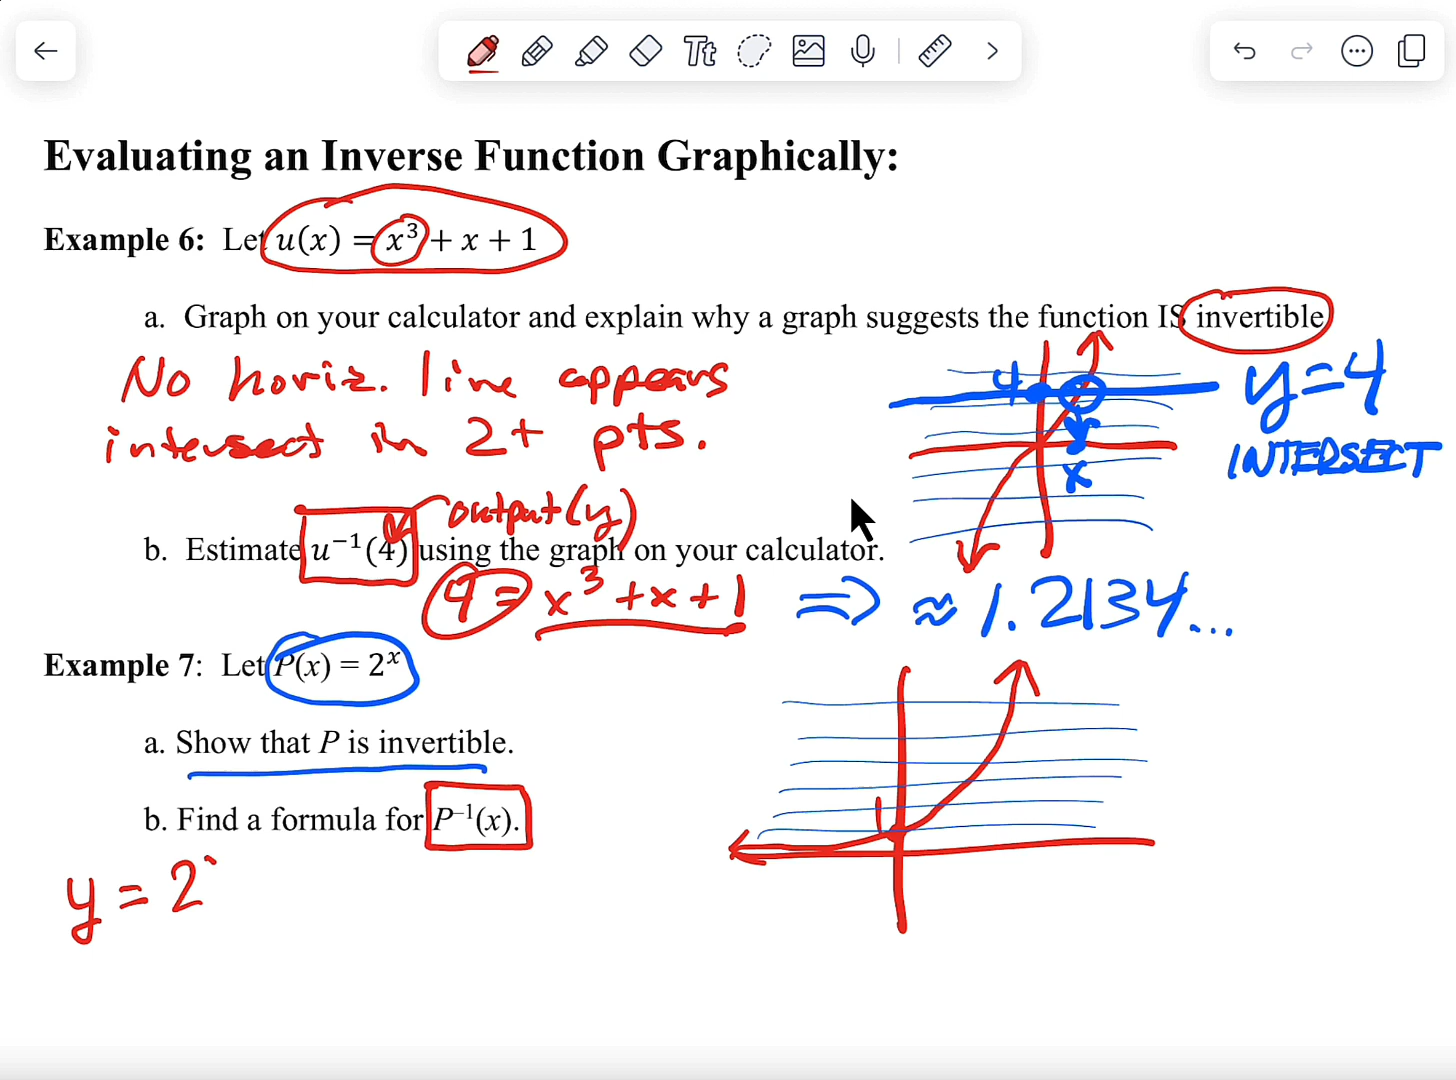 Tt
Evaluating an Inverse Function Graphically:
Example 6: Let u(x) = x³ + x + 1
a. Graph on your calculator and explain why a graph suggests the function IS invertible
No horiz. line appears
intersect in 2+ pts.
4
y=4
INTERSECT
x
output (y)
b. Estimate u⁻¹(4) using the graph on your calculator.
4 = x³ + x + 1 ⇒ ≈ 1.2134...
Example 7: Let P(x) = 2ˣ
a. Show that P is invertible.
b. Find a formula for P⁻¹(x).
1
y = 2